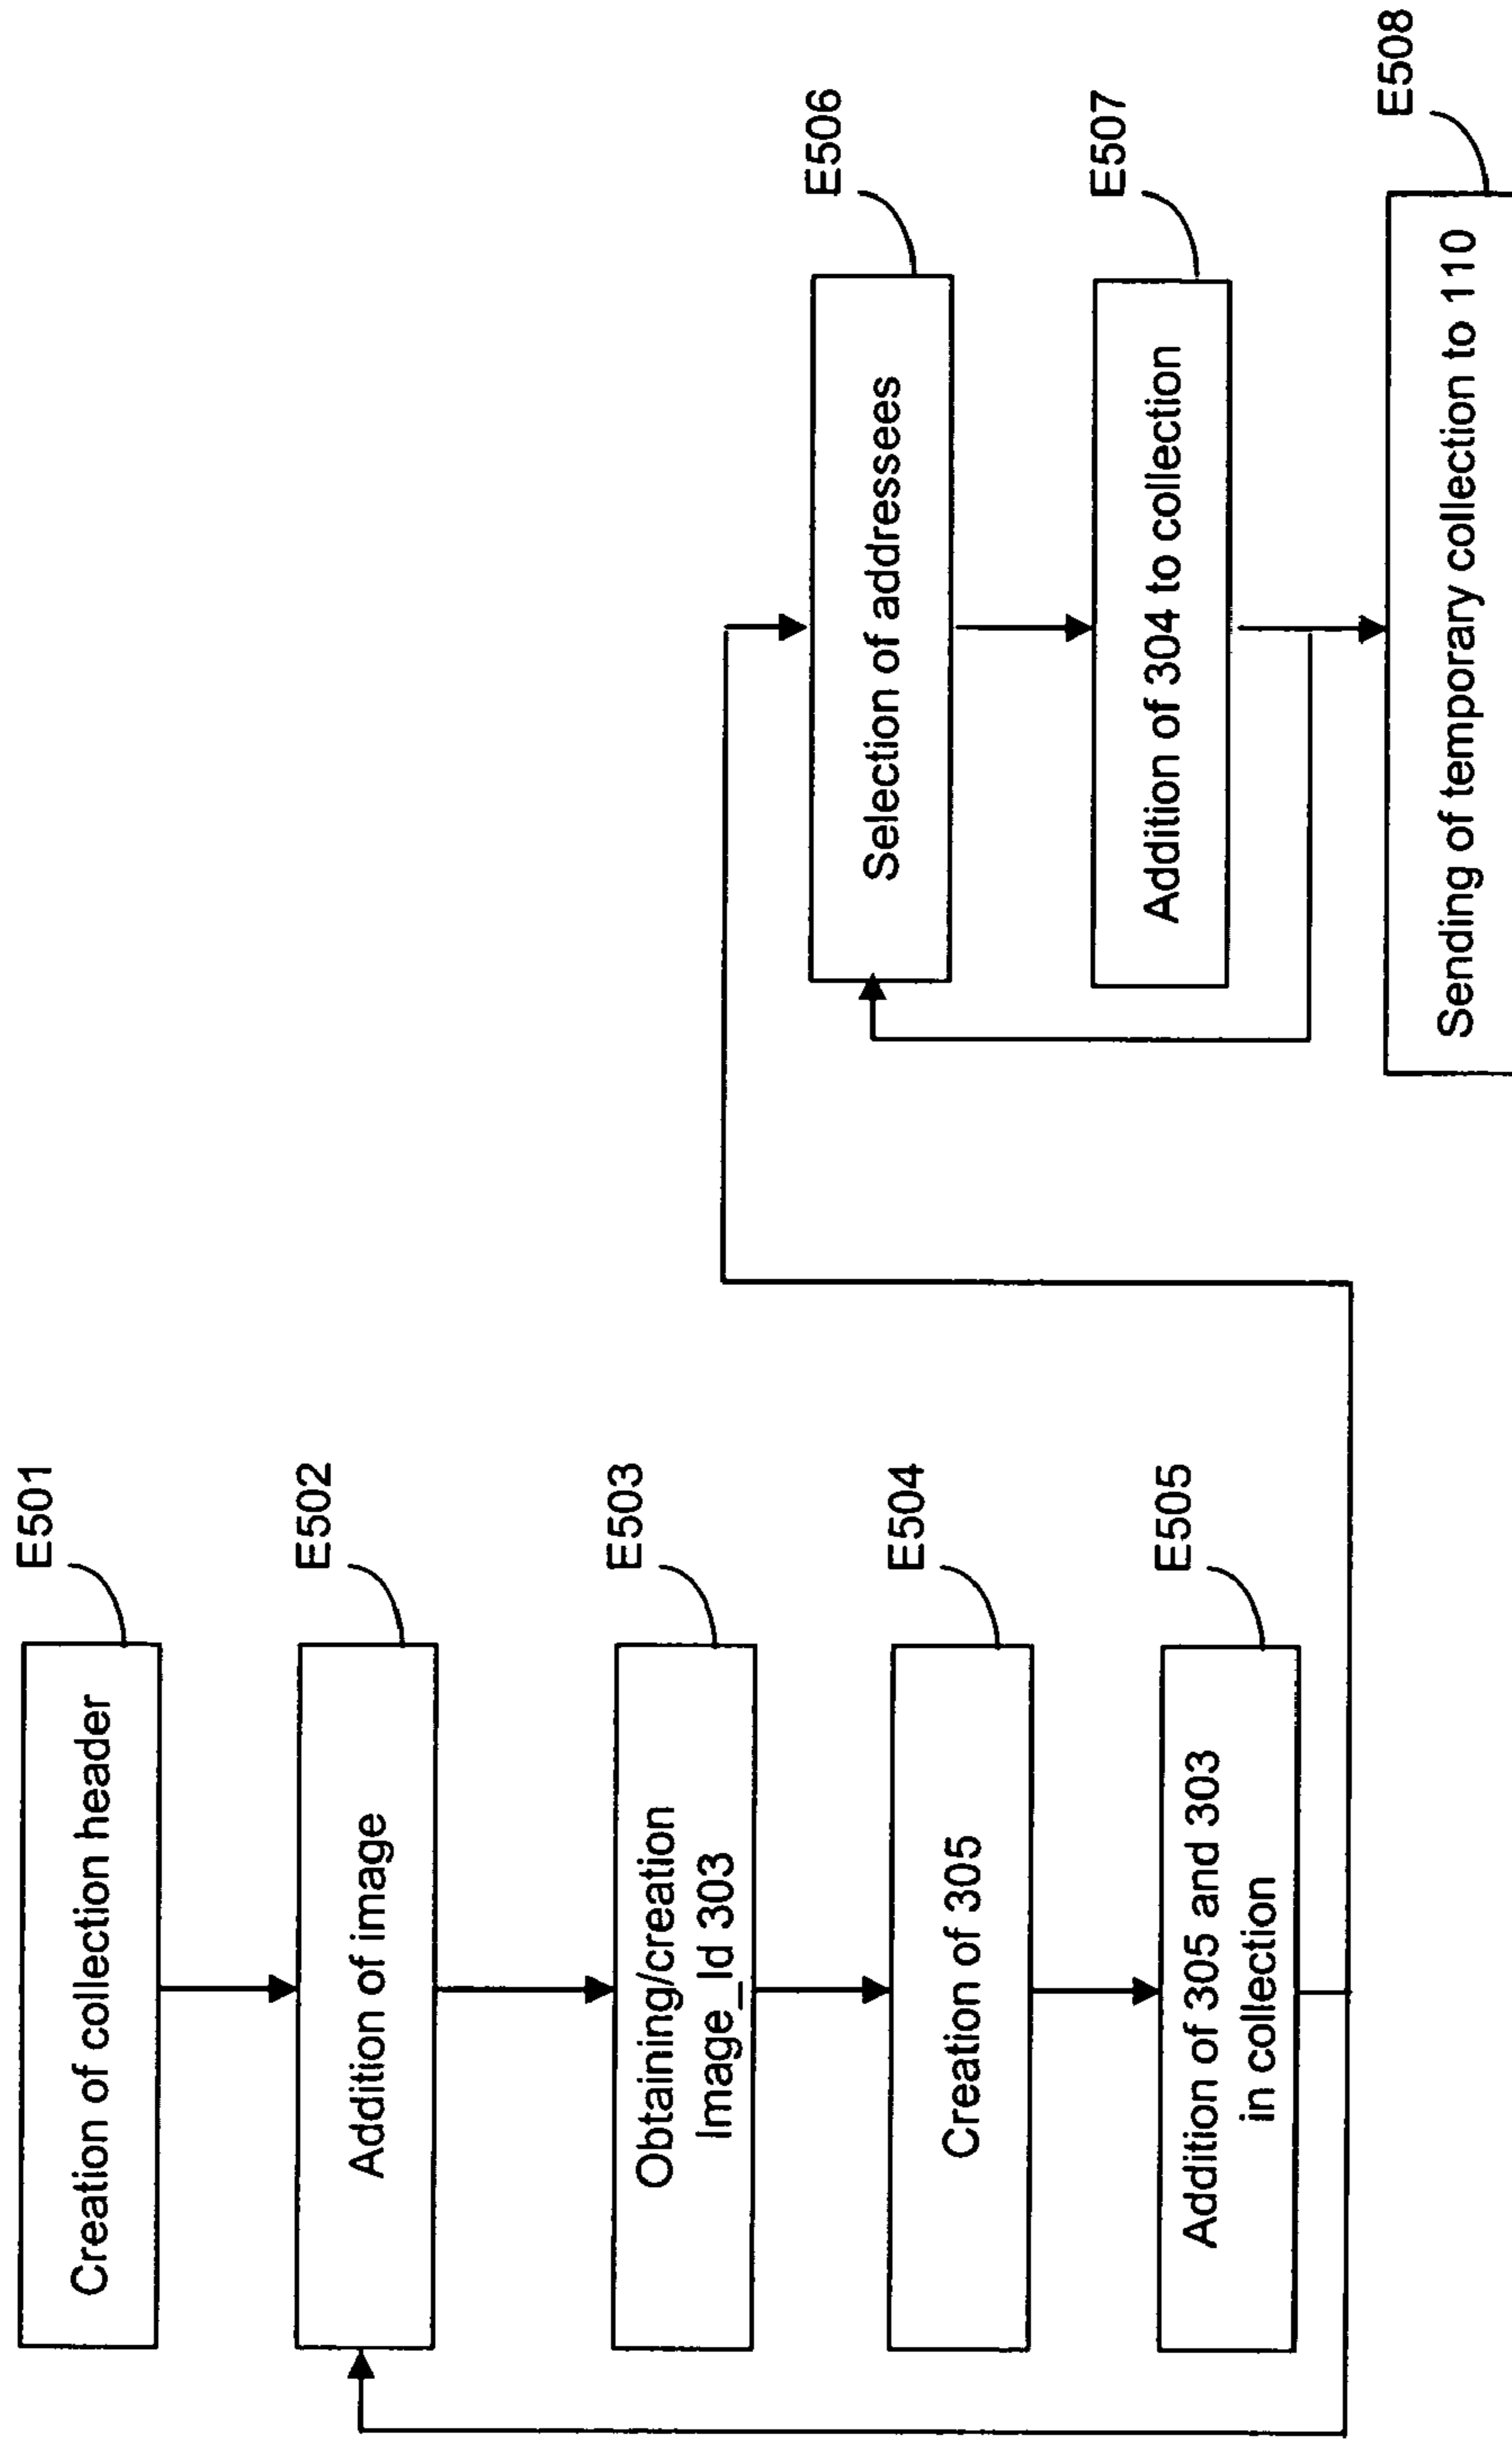 E501
Creation of collection header
E502
Addition of image
E503
Obtaining/creation
Image_Id 303
E504
Creation of 305
E505
Addition of 305 and 303
in collection
E506
Selection of addressees
E507
Addition of 304 to collection
E508
Sending of temporary collection to 110